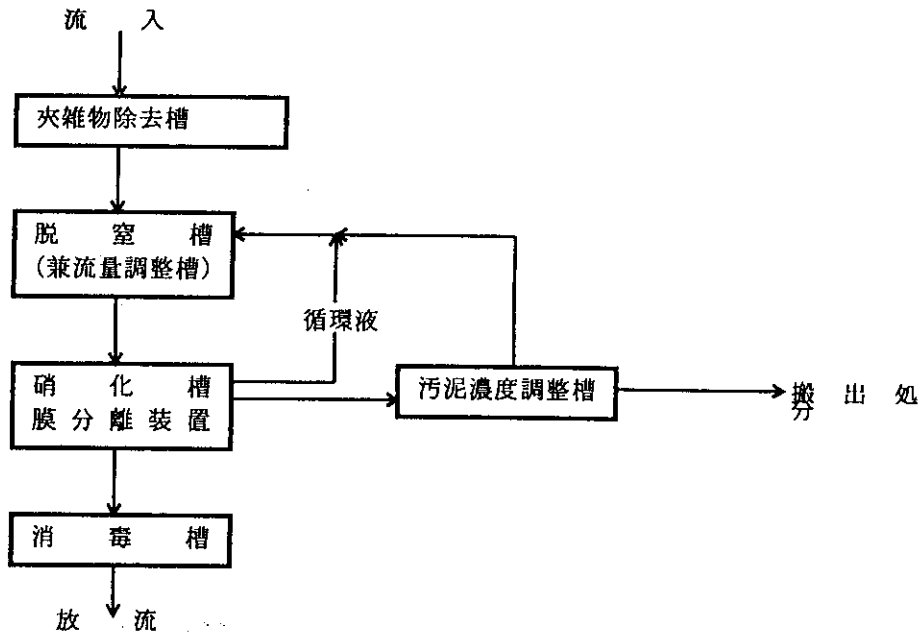 流 入
夾雑物除去槽
脱 窒 槽
(兼流量調整槽)
循環液
硝 化 槽
膜 分 離 装 置
汚泥濃度調整槽
搬 出 処
分
消 毒 槽
放 流